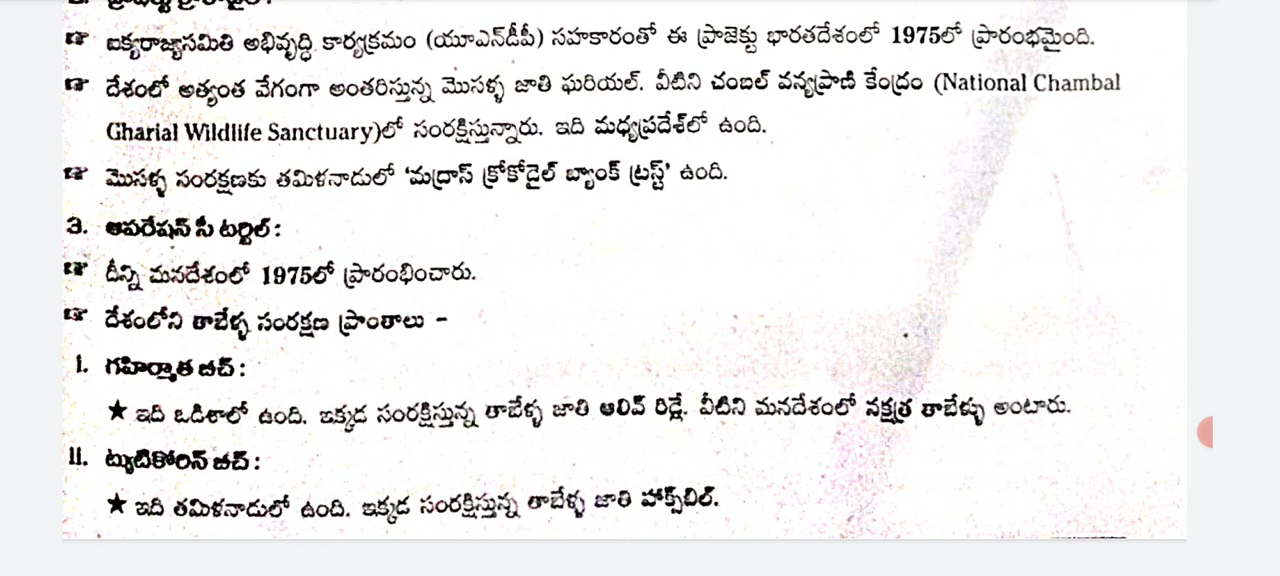 ☞ ఐక్యరాజ్యసమితి అభివృద్ధి కార్యక్రమం (యూఎన్‌డీపీ) సహకారంతో ఈ ప్రాజెక్టు భారతదేశంలో 1975లో ప్రారంభమైంది.
☞ దేశంలో అత్యంత వేగంగా అంతరిస్తున్న మొసళ్ళ జాతి ఘరియల్. వీటిని చంబల్ వన్యప్రాణి కేంద్రం (National Chambal
Gharial Wildlife Sanctuary)లో సంరక్షిస్తున్నారు. ఇది మధ్యప్రదేశ్‌లో ఉంది.
☞ మొసళ్ళ సంరక్షణకు తమిళనాడులో 'మద్రాస్ క్రోకోడైల్ బ్యాంక్ ట్రస్ట్' ఉంది.
3. ఆపరేషన్ సీ టర్టిల్ :
☞ దీన్ని మనదేశంలో 1975లో ప్రారంభించారు.
☞ దేశంలోని తాబేళ్ళ సంరక్షణ ప్రాంతాలు -
I. గహిర్మాత బీచ్ :
★ ఇది ఒడిశాలో ఉంది. ఇక్కడ సంరక్షిస్తున్న తాబేళ్ళ జాతి ఆలివ్ రిడ్లే. వీటిని మనదేశంలో నక్షత్ర తాబేళ్ళు అంటారు.
II. ట్యుటికోరిన్ బీచ్ :
★ ఇది తమిళనాడులో ఉంది. ఇక్కడ సంరక్షిస్తున్న తాబేళ్ళ జాతి హాక్స్‌బిల్.